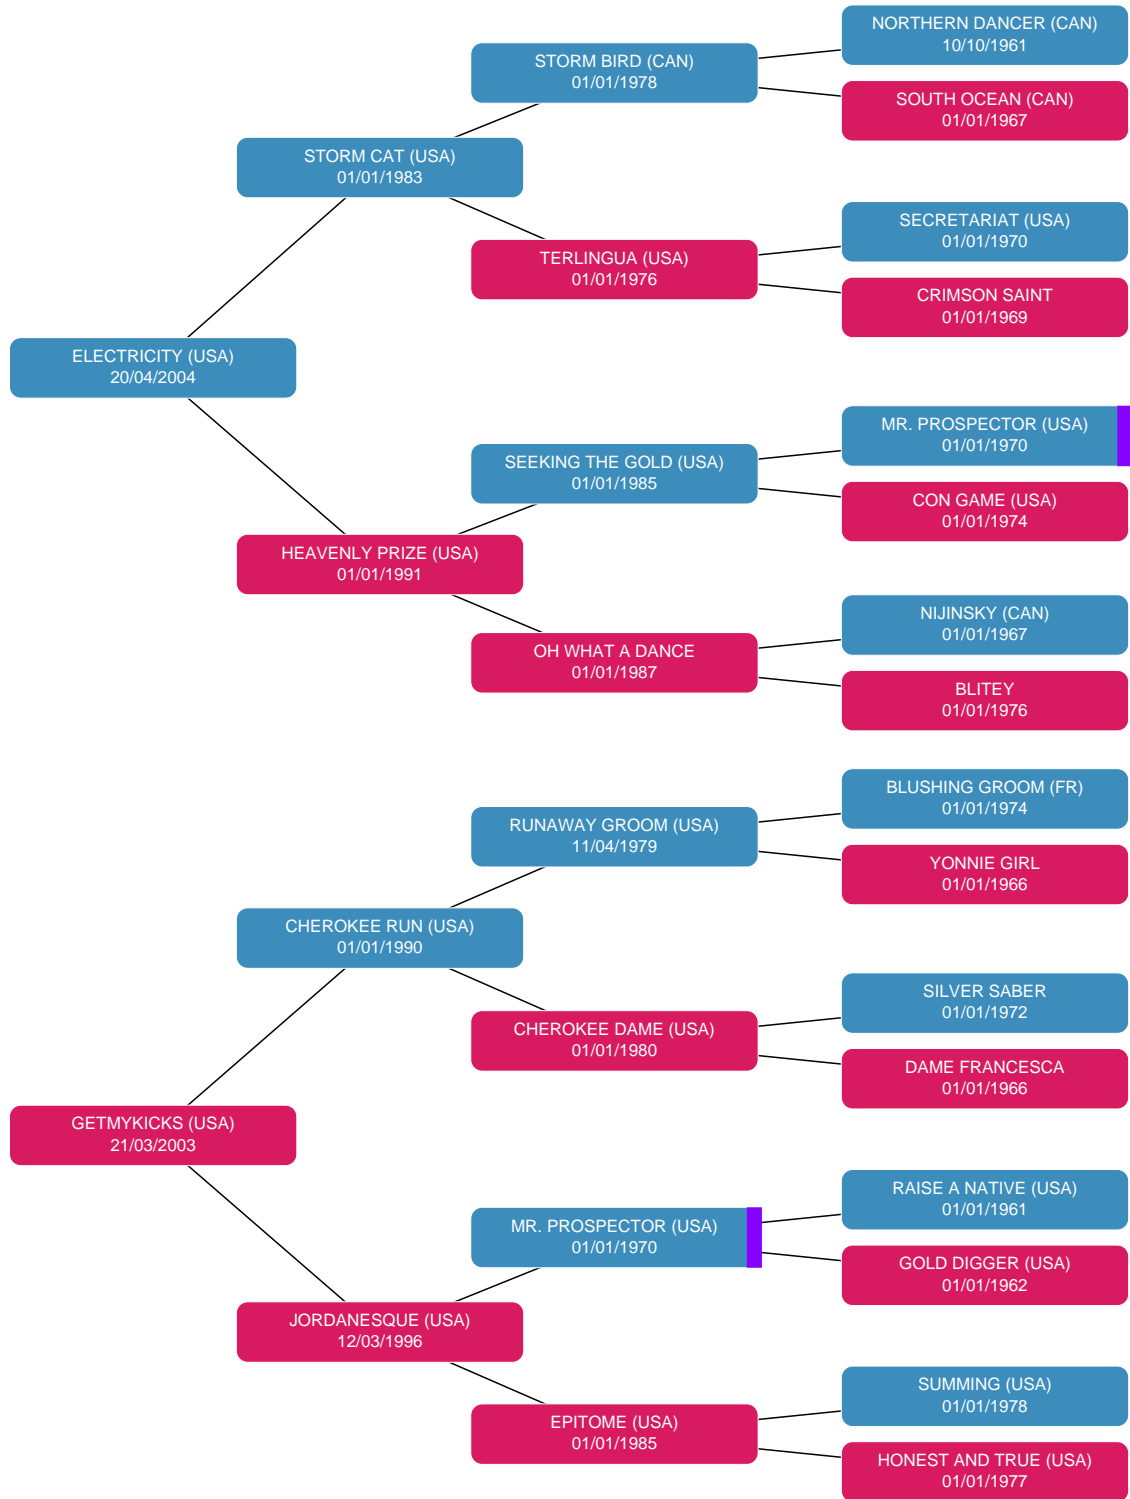 NORTHERN DANCER (CAN)
10/10/1961
STORM BIRD (CAN)
01/01/1978
SOUTH OCEAN (CAN)
01/01/1967
STORM CAT (USA)
01/01/1983
SECRETARIAT (USA)
01/01/1970
TERLINGUA (USA)
01/01/1976
CRIMSON SAINT
01/01/1969
ELECTRICITY (USA)
20/04/2004
MR. PROSPECTOR (USA)
01/01/1970
SEEKING THE GOLD (USA)
01/01/1985
CON GAME (USA)
01/01/1974
HEAVENLY PRIZE (USA)
01/01/1991
NIJINSKY (CAN)
01/01/1967
OH WHAT A DANCE
01/01/1987
BLITEY
01/01/1976
BLUSHING GROOM (FR)
01/01/1974
RUNAWAY GROOM (USA)
11/04/1979
YONNIE GIRL
01/01/1966
CHEROKEE RUN (USA)
01/01/1990
SILVER SABER
01/01/1972
CHEROKEE DAME (USA)
01/01/1980
DAME FRANCESCA
01/01/1966
GETMYKICKS (USA)
21/03/2003
RAISE A NATIVE (USA)
01/01/1961
MR. PROSPECTOR (USA)
01/01/1970
GOLD DIGGER (USA)
01/01/1962
JORDANESQUE (USA)
12/03/1996
SUMMING (USA)
01/01/1978
EPITOME (USA)
01/01/1985
HONEST AND TRUE (USA)
01/01/1977